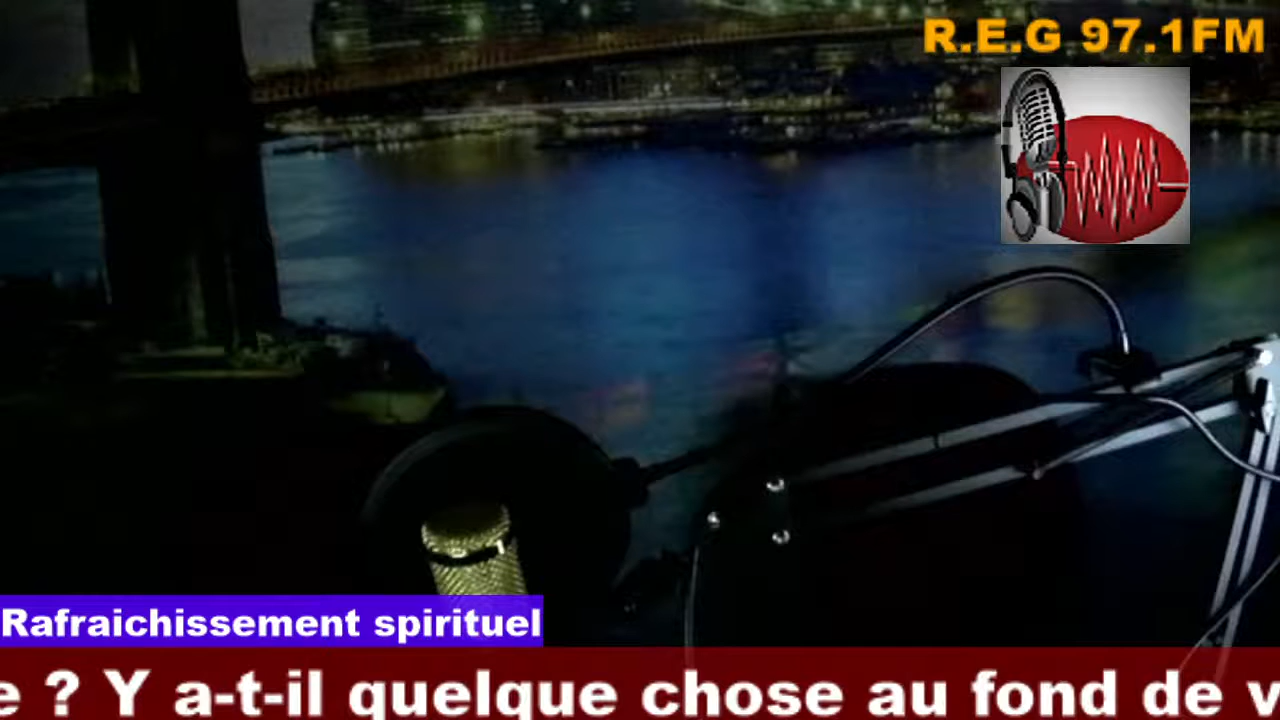 R.E.G 97.1FM
Rafraichissement spirituel
e ? Y a-t-il quelque chose au fond de v